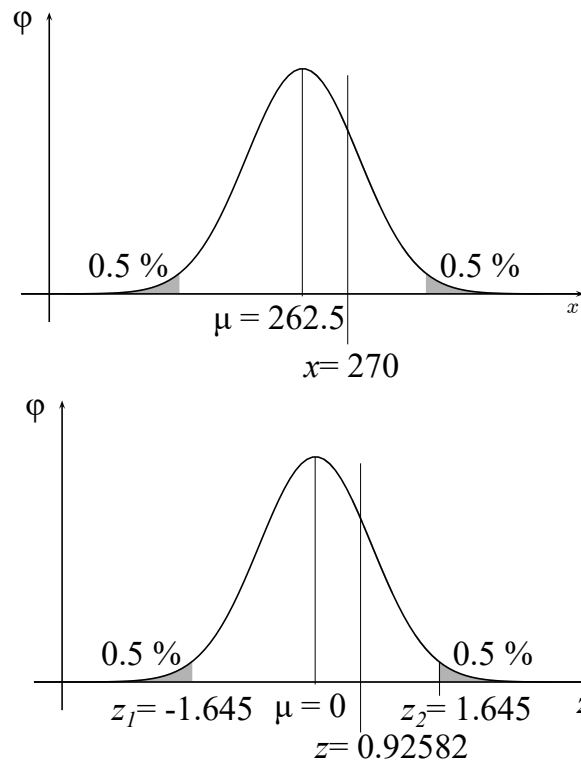 φ
0.5 %
0.5 %
x
μ = 262.5
x= 270
φ
0.5 %
0.5 %
z₁= -1.645
μ = 0
z₂= 1.645
z
z= 0.92582